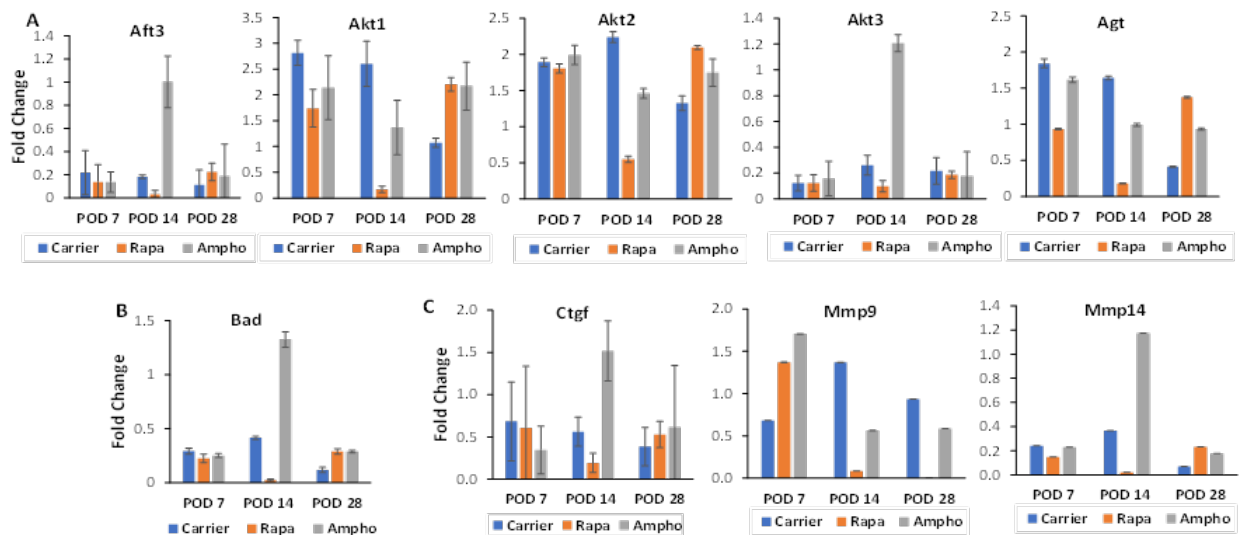 A
Aft3
Fold Change
1.4
1.2
1
0.8
0.6
0.4
0.2
0
POD 7 POD 14 POD 28
Carrier Rapa Ampho
Akt1
3.5
3
2.5
2
1.5
1
0.5
0
POD 7 POD 14 POD 28
Carrier Rapa Ampho
Akt2
2.5
2
1.5
1
0.5
0
POD 7 POD 14 POD 28
Carrier Rapa Ampho
Akt3
1.4
1.2
1
0.8
0.6
0.4
0.2
0
POD 7 POD 14 POD 28
Carrier Rapa Ampho
Agt
2.5
2
1.5
1
0.5
0
POD 7 POD 14 POD 28
Carrier Rapa Ampho
B
Bad
Fold Change
1.5
1
0.5
0
POD 7 POD 14 POD 28
Carrier Rapa Ampho
C
Ctgf
Fold Change
2.0
1.5
1.0
0.5
0.0
POD 7 POD 14 POD 28
Carrier Rapa Ampho
Mmp9
2.0
1.5
1.0
0.5
0.0
POD 7 POD 14 POD 28
Carrier Rapa Ampho
Mmp14
1.4
1.2
1.0
0.8
0.6
0.4
0.2
0.0
POD 7 POD 14 POD 28
Carrier Rapa Ampho